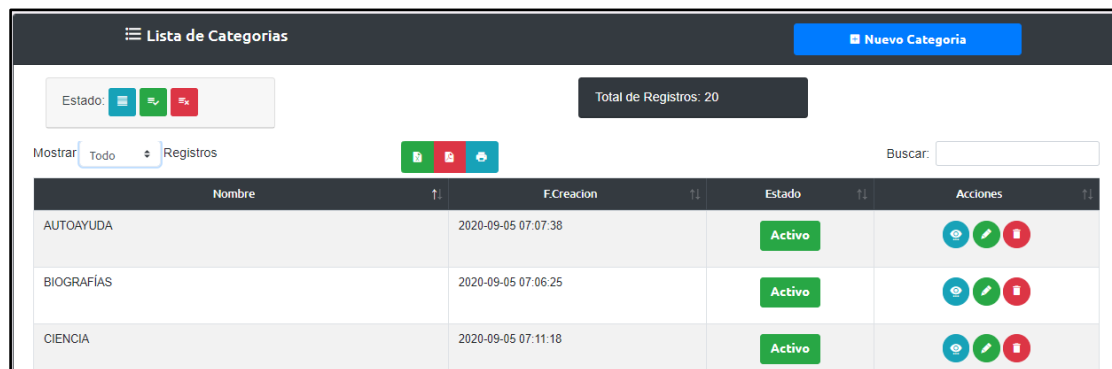 Lista de Categorias
Nuevo Categoria
Estado:
Total de Registros: 20
Mostrar Todo Registros
Buscar:
Nombre F.Creacion Estado Acciones
AUTOAYUDA 2020-09-05 07:07:38 Activo
BIOGRAFÍAS 2020-09-05 07:06:25 Activo
CIENCIA 2020-09-05 07:11:18 Activo